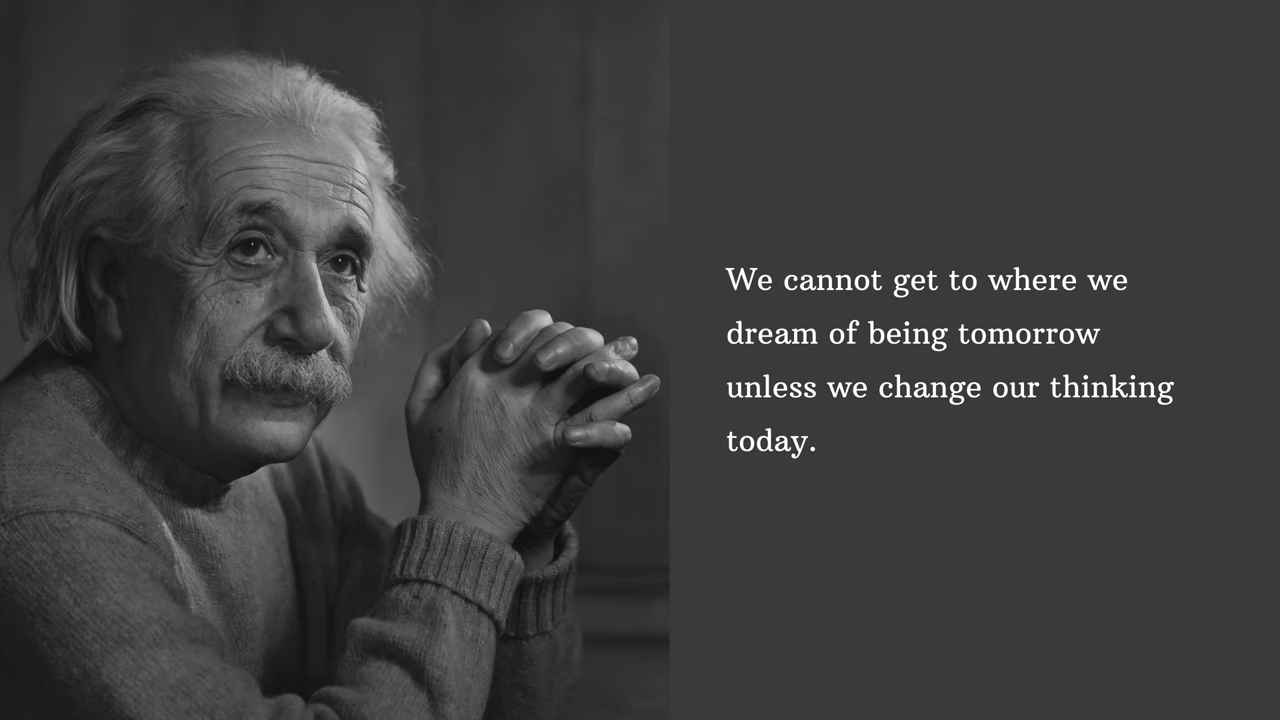 We cannot get to where we
dream of being tomorrow
unless we change our thinking
today.